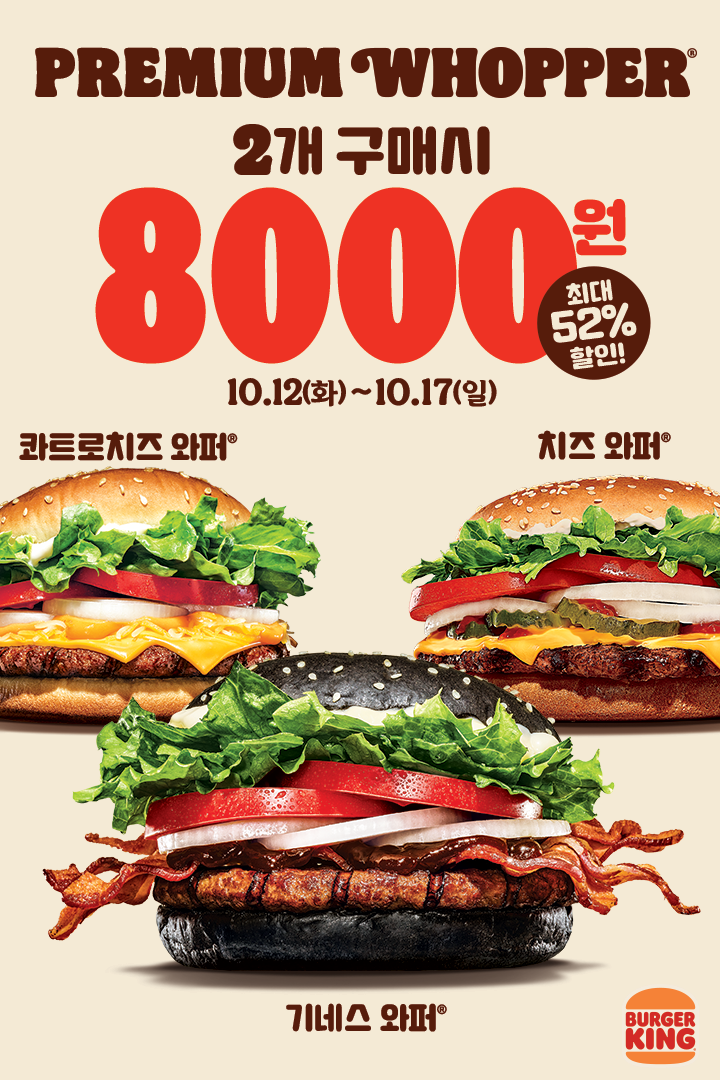 PREMIUM WHOPPER®
2개 구매시
8000원
최대
52%
할인!
10.12(화)~10.17(일)
콰트로치즈 와퍼®
치즈 와퍼®
기네스 와퍼®
BURGER
KING